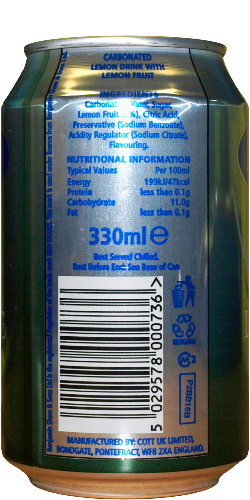 CARBONATED
LEMON DRINK WITH
LEMON FRUIT
INGREDIENTS
Carbonat Water, Sugar,
Lemon Fruit Citric Acid,
Preservative (Sodium Benzoate),
Acidity Regulator (Sodium Citrate),
Flavouring.
NUTRITIONAL INFORMATION
Typical Values Per 100ml
Energy 199kJ/47kcal
Protein less than 0.1g
Carbohydrate 11.0g
Fat less than 0.1g
330ml e
Best Served Chilled.
Best Before End: See Base of Can
5 029578 000736 >
P2BB16B
MANUFACTURED BY: COTT UK LIMITED,
BONDGATE, PONTEFRACT, WF8 2XA ENGLAND.